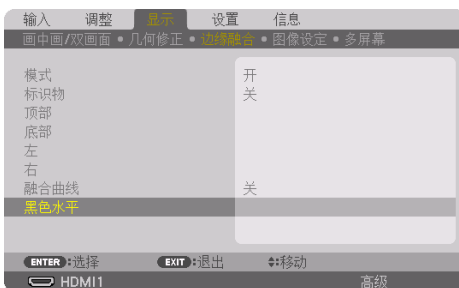 输入 调整 显示 设置 信息
画中画/双画面 • 几何修正 • 边缘融合 • 图像设定 • 多屏幕
模式 开
标识物 关
顶部
底部
左
右
融合曲线 关
黑色水平
ENTER :选择 EXIT :退出 :移动
HDMI1 高级